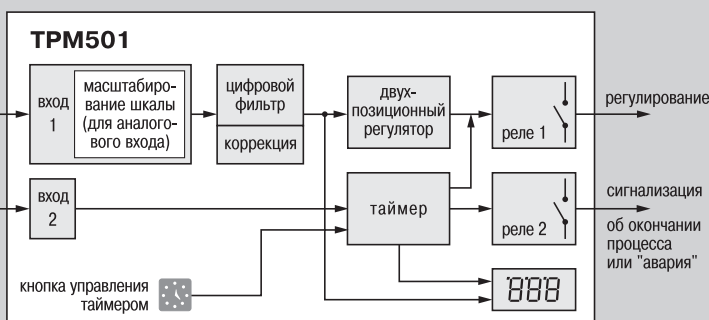 ТРМ501
вход
1
масштабиро-
вание шкалы
(для аналого-
вого входа)
цифровой
фильтр
коррекция
двух-
позиционный
регулятор
реле 1
регулирование
вход
2
таймер
реле 2
сигнализация
об окончании
процесса
или "авария"
кнопка управления
таймером
888